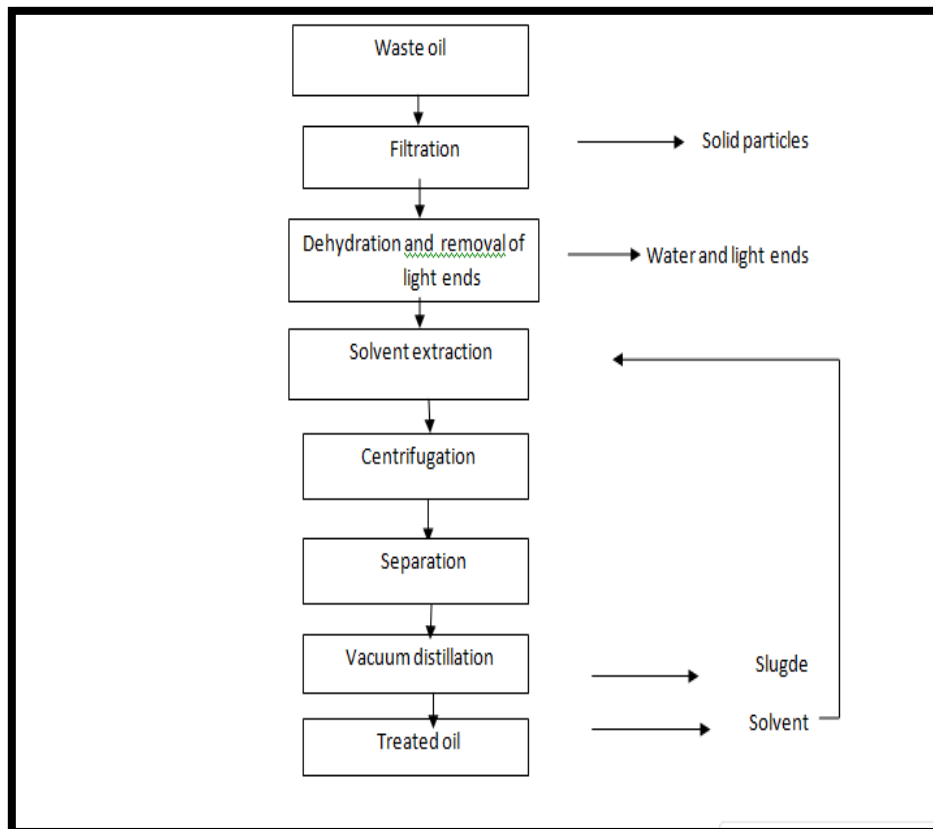 Waste oil
Filtration
Solid particles
Dehydration and removal of
light ends
Water and light ends
Solvent extraction
Centrifugation
Separation
Vacuum distillation
Slugde
Treated oil
Solvent